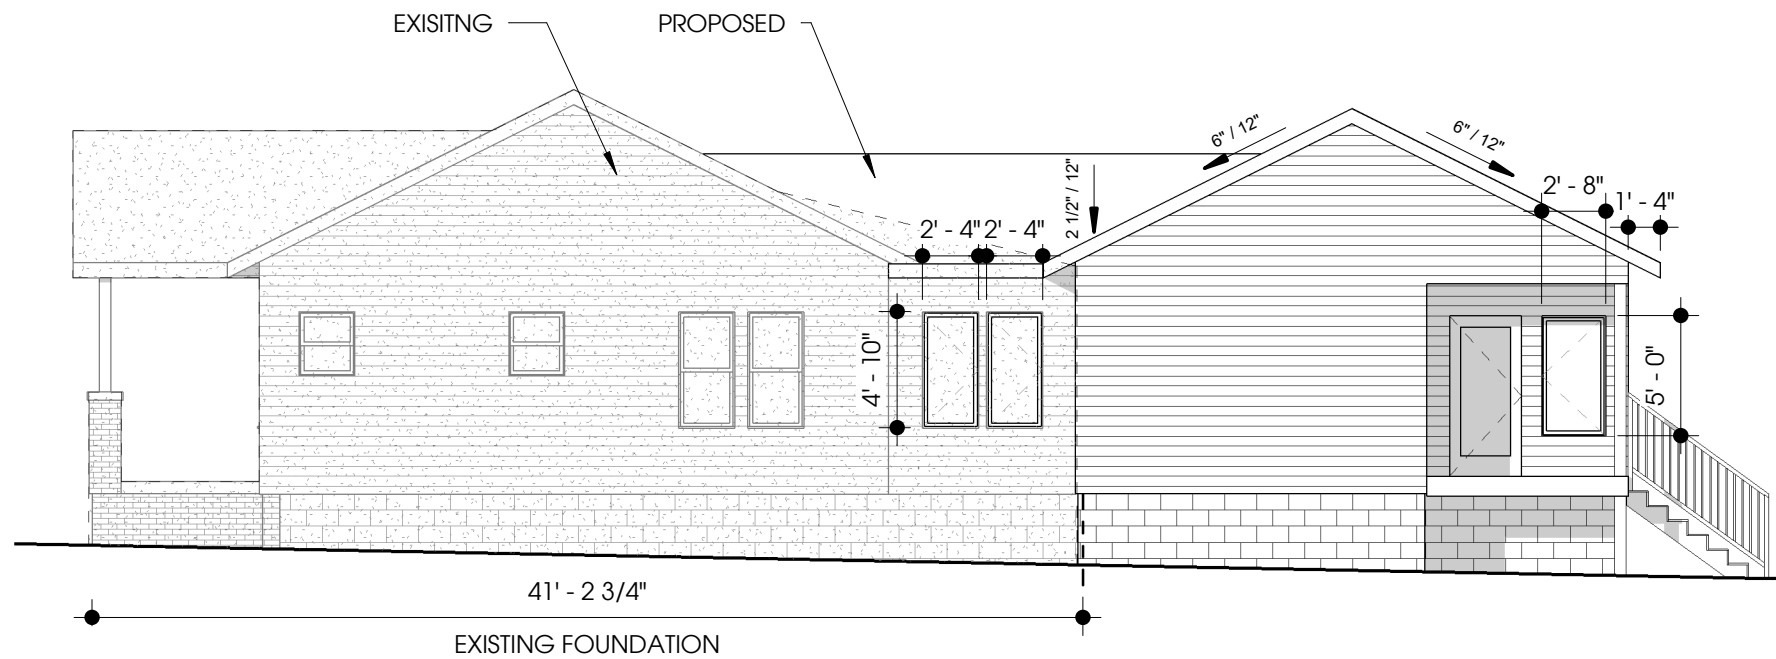 EXISITNG
PROPOSED
6" / 12"
6" / 12"
2 1/2" / 12"
2' - 8"
1' - 4"
2' - 4"
2' - 4"
4' - 10"
5' - 0"
41' - 2 3/4"
EXISTING FOUNDATION